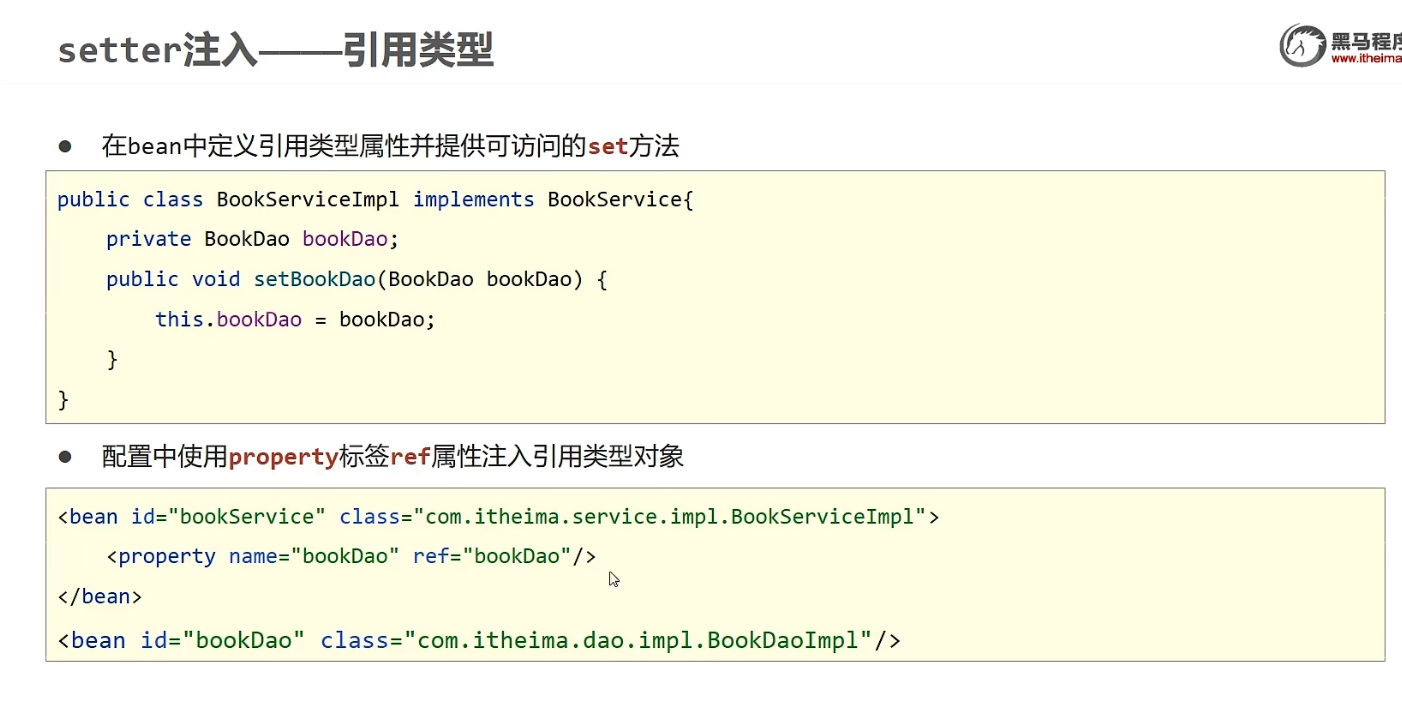 setter注入————引用类型
黑马程序
www.itheima
● 在bean中定义引用类型属性并提供可访问的set方法
public class BookServiceImpl implements BookService{
    private BookDao bookDao;
    public void setBookDao(BookDao bookDao) {
        this.bookDao = bookDao;
    }
}
● 配置中使用property标签ref属性注入引用类型对象
<bean id="bookService" class="com.itheima.service.impl.BookServiceImpl">
    <property name="bookDao" ref="bookDao"/>
</bean>
<bean id="bookDao" class="com.itheima.dao.impl.BookDaoImpl"/>